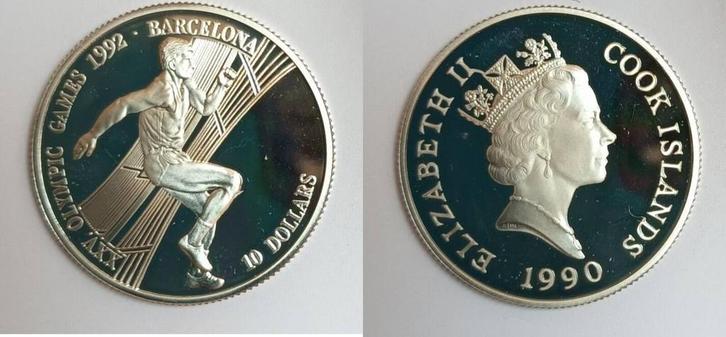 XXV OLYMPIC GAMES 1992 · BARCELONA
10 DOLLARS
ELIZABETH II
COOK ISLANDS
1990